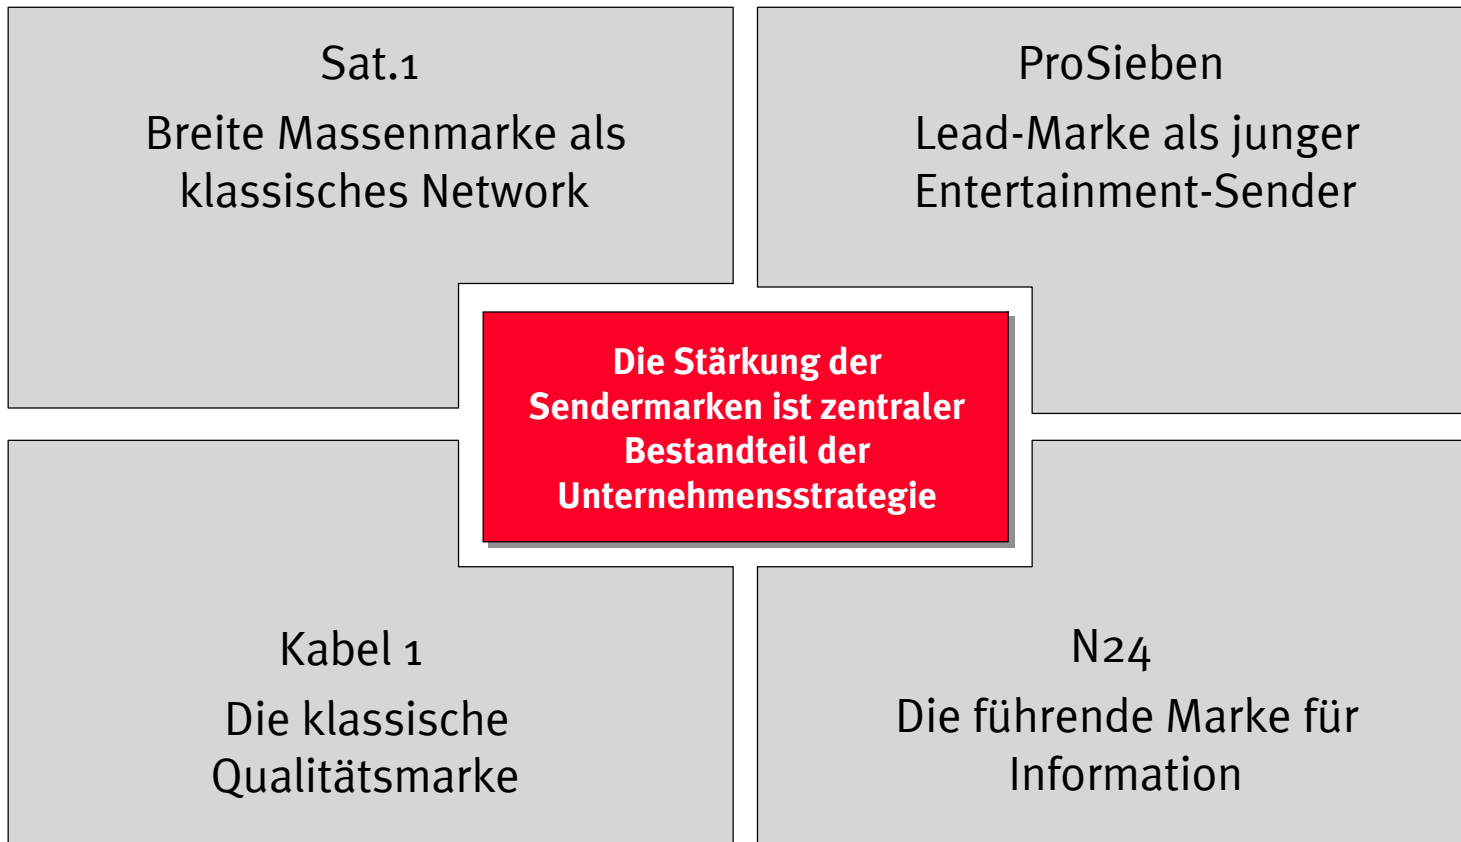 Sat.1
Breite Massenmarke als
klassisches Network
ProSieben
Lead-Marke als junger
Entertainment-Sender
Die Stärkung der
Sendermarken ist zentraler
Bestandteil der
Unternehmensstrategie
Kabel 1
Die klassische
Qualitätsmarke
N24
Die führende Marke für
Information